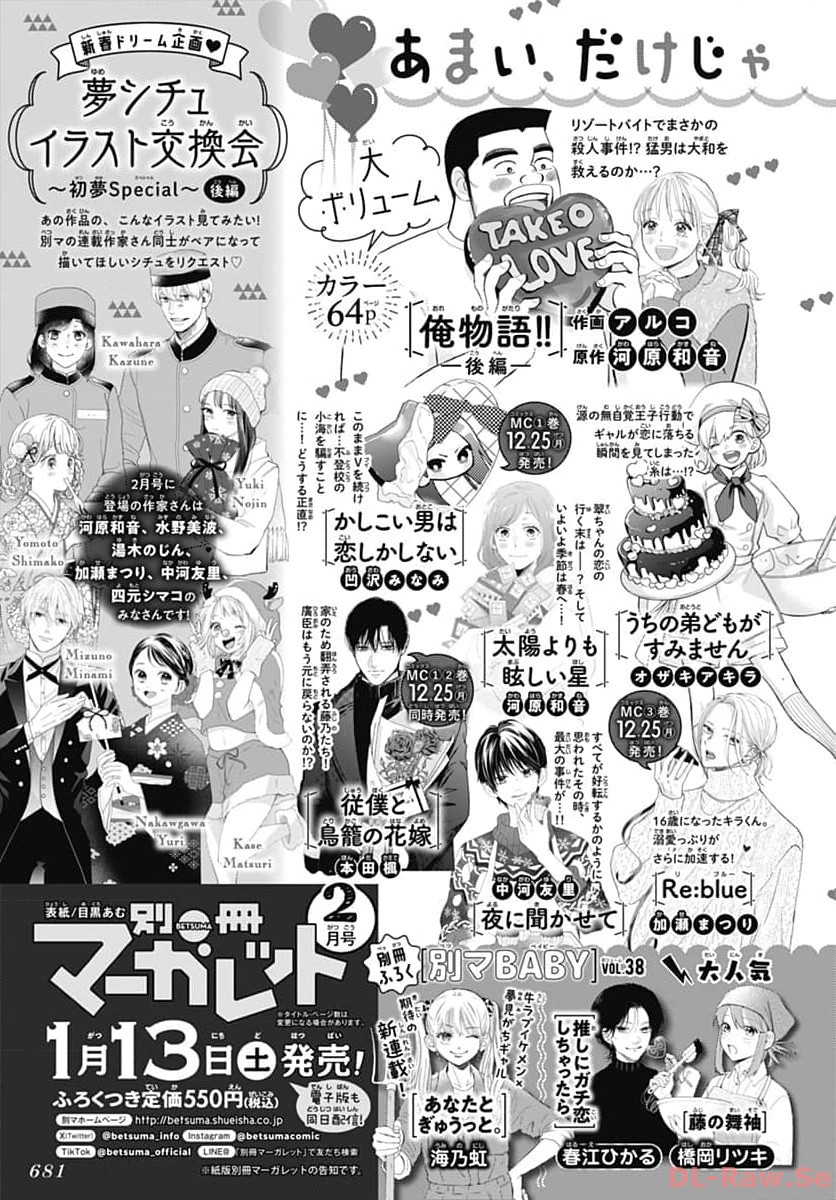 あまい、だけじゃ
新春ドリーム企画♥
夢シチュ
イラスト交換会
～初夢Special～ 後編
あの作品の、こんなイラスト見てみたい!
別マの連載作家さん同士がペアになって
描いてほしいシチュをリクエスト♡
Kawahara
Kazune
Yuki
Nojin
Yomoto
Shimako
2月号に
登場の作家さんは
河原和音、水野美波、
湯木のじん、
加瀬まつり、中河友里、
四元シマコの
みなさんです!
Mizuno
Minami
Nakawgawa
Yuri
Kase
Matsuri
大
ボリューム
カラー
64p
リゾートバイトでまさかの
殺人事件!? 猛男は大和を
救えるのか…?
TAKEO
LOVE
俺物語!!
―後編―
作画 アルコ
原作 河原和音
このままVを続け
れば…不登校の
小海を騙すこと
に…! どうする正直!?
コミックス
MC①巻
12.25(月)
発売!
かしこい男は
恋しかしない
凹沢みなみ
源の無自覚王子行動で
ギャルが恋に落ちる
瞬間を見てしまった
糸は…!?
うちの弟どもが
すみません
オザキアキラ
翠ちゃんの恋の
行く末は――? そして
いよいよ季節は春へ…!
太陽よりも
眩しい星
河原和音
家のため翻弄される藤乃たち!
廣臣はもう元に戻らないのか!?
コミックス
MC①②巻
12.25(月)
同時発売!
従僕と
鳥籠の花嫁
本田楓
すべてが好転するかのように
思われたその時、
最大の事件が…!!
中河友里
夜に聞かせて
コミックス
MC③巻
12.25(月)
発売!
16歳になったキラくん。
溺愛っぷりが
さらに加速する!
Re:blue
加瀬まつり
表紙/目黒あむ
別冊
BETSUMA
マーガレット
2月号
※タイトル・ページ数は
変更になる場合があります。
1月13日土発売!
ふろくつき定価550円(税込)
電子版も
同日配信!
別マホームページ http://betsuma.shueisha.co.jp
X(Twitter) @betsuma_info Instagram @betsumacomic
TikTok @betsuma_official LINE@ 「別冊マーガレット」で友だち検索
※紙版別冊マーガレットの告知です。
別冊ふろく
別マBABY VOL.38
大人気
期待の
新連載!
牛ラブイケメン×
夢見がちギャル
あなたと
ぎゅうっと。
海乃虹
推しにガチ恋
しちゃったら
春江ひかる
藤の舞袖
橋岡リツキ
681
DL-Raw.Se